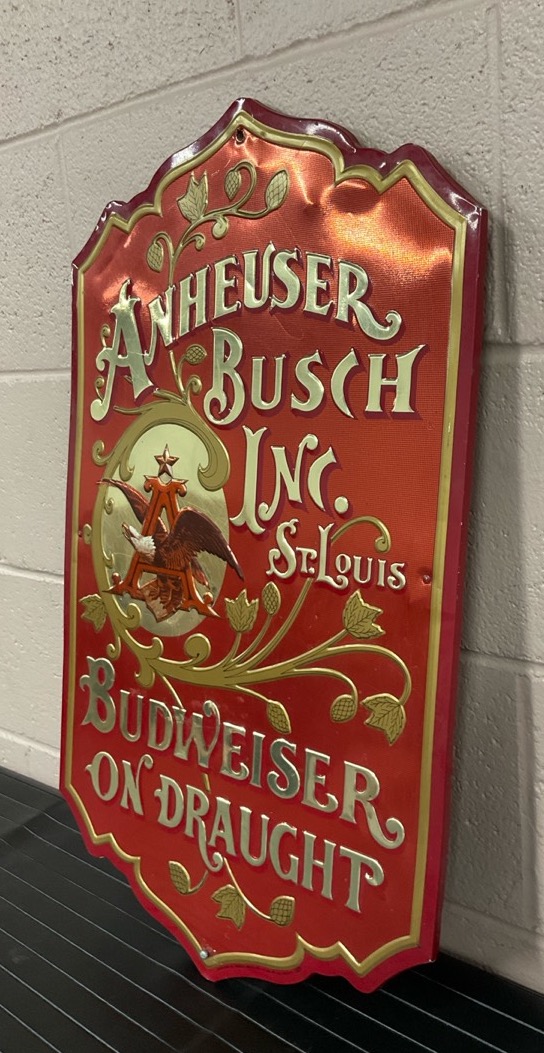 ANHEUSER
BUSCH
INC.
ST. LOUIS
A
BUDWEISER
ON DRAUGHT